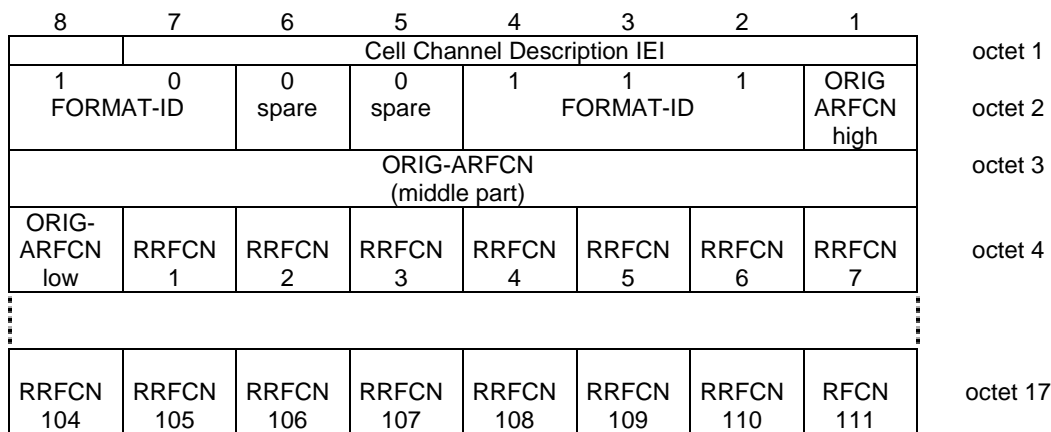 8 7 6 5 4 3 2 1
Cell Channel Description IEI octet 1
1 0 0 0 1 1 1 ORIG
FORMAT-ID spare spare FORMAT-ID ARFCN octet 2
high
ORIG-ARFCN octet 3
(middle part)
ORIG-
ARFCN RRFCN RRFCN RRFCN RRFCN RRFCN RRFCN RRFCN octet 4
low 1 2 3 4 5 6 7
RRFCN RRFCN RRFCN RRFCN RRFCN RRFCN RRFCN RFCN octet 17
104 105 106 107 108 109 110 111